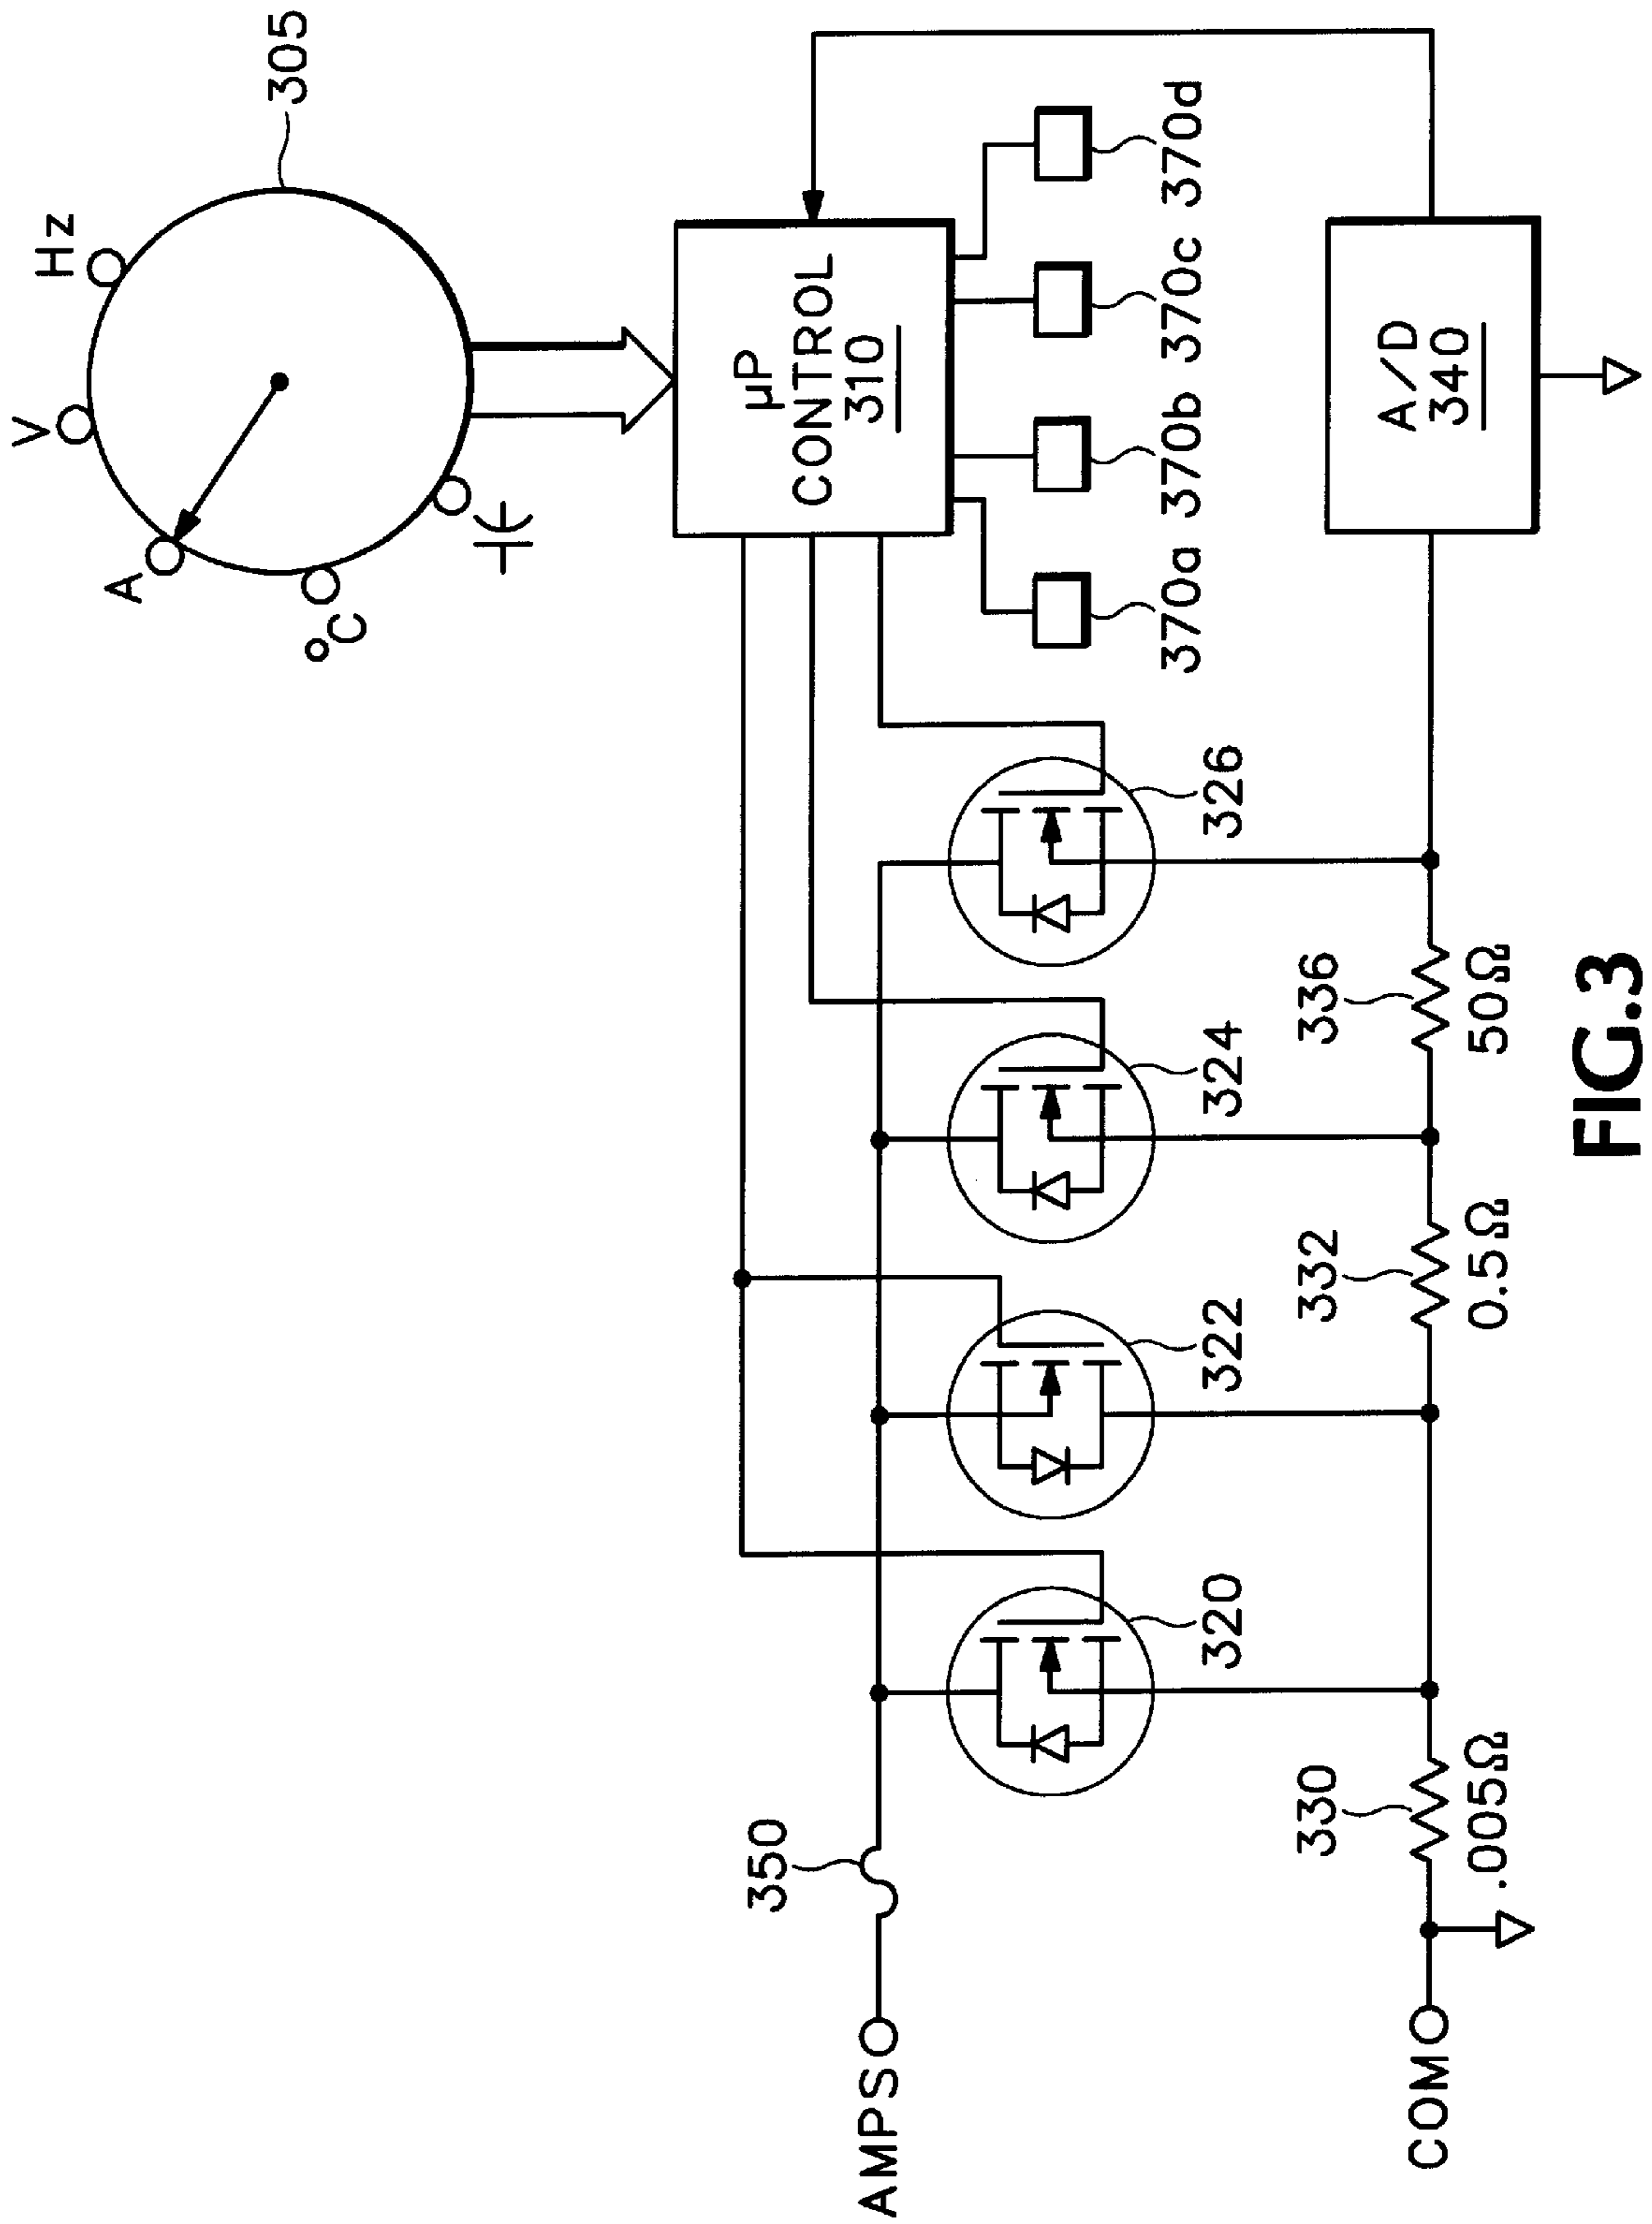 305
Hz
V
A
°C
µP
CONTROL
310
370a
370b
370c
370d
A/D
340
350
AMPS
COM
320
322
324
326
330
.005Ω
332
0.5Ω
336
50Ω
FIG.3